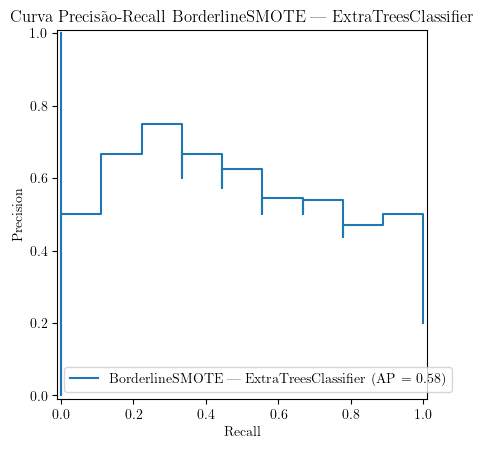 Curva Precisão-Recall BorderlineSMOTE — ExtraTreesClassifier
1.0
0.8
0.6
0.4
0.2
0.0
Precision
BorderlineSMOTE — ExtraTreesClassifier (AP = 0.58)
0.0 0.2 0.4 0.6 0.8 1.0
Recall